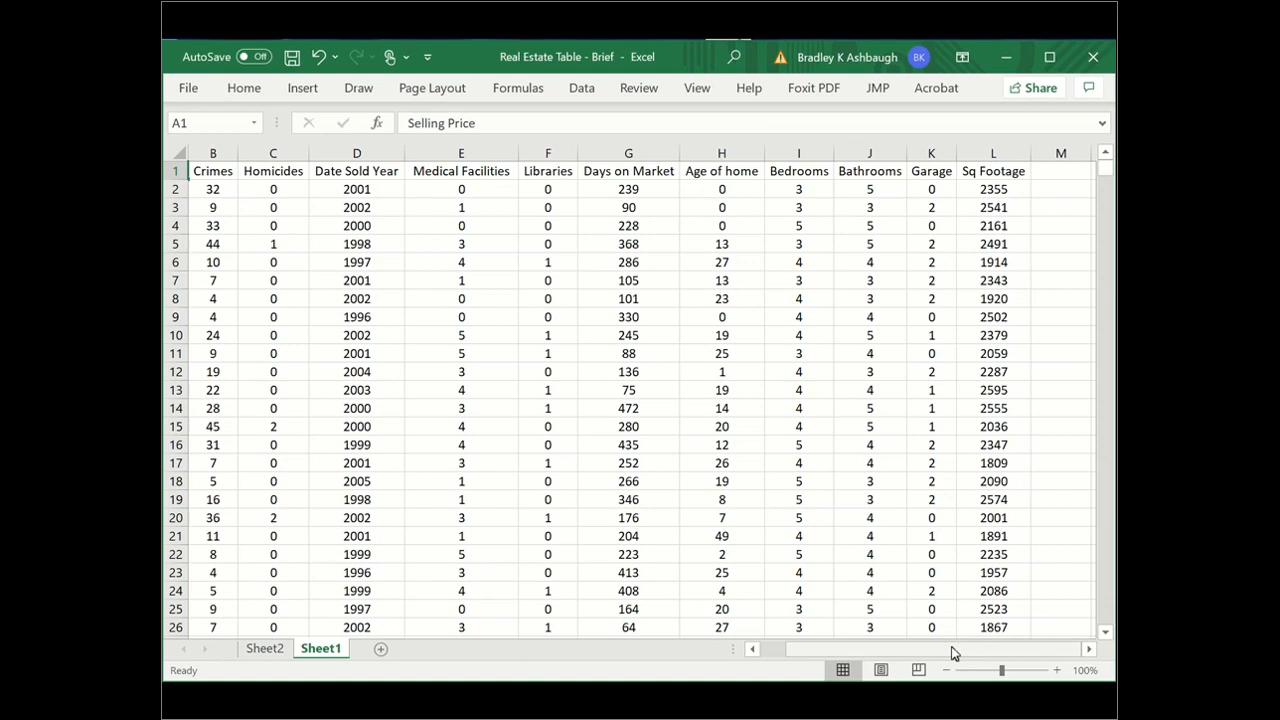 AutoSave Off Real Estate Table - Brief - Excel Bradley K Ashbaugh BK
File Home Insert Draw Page Layout Formulas Data Review View Help Foxit PDF JMP Acrobat Share
A1 fx Selling Price
B C D E F G H I J K L M
1 Crimes Homicides Date Sold Year Medical Facilities Libraries Days on Market Age of home Bedrooms Bathrooms Garage Sq Footage
2 32 0 2001 0 0 239 0 3 5 0 2355
3 9 0 2002 1 0 90 0 3 3 2 2541
4 33 0 2000 0 0 228 0 5 5 0 2161
5 44 1 1998 3 0 368 13 3 5 2 2491
6 10 0 1997 4 1 286 27 4 4 2 1914
7 7 0 2001 1 0 105 13 3 3 2 2343
8 4 0 2002 0 0 101 23 4 3 2 1920
9 4 0 1996 0 0 330 0 4 4 0 2502
10 24 0 2002 5 1 245 19 4 5 1 2379
11 9 0 2001 5 1 88 25 3 4 0 2059
12 19 0 2004 3 0 136 1 4 3 2 2287
13 22 0 2003 4 1 75 19 4 4 1 2595
14 28 0 2000 3 1 472 14 4 5 1 2555
15 45 2 2000 4 0 280 20 4 5 1 2036
16 31 0 1999 4 0 435 12 5 4 2 2347
17 7 0 2001 3 1 252 26 4 4 2 1809
18 5 0 2005 1 0 266 19 5 3 2 2090
19 16 0 1998 1 0 346 8 5 3 2 2574
20 36 2 2002 3 1 176 7 5 4 0 2001
21 11 0 2001 1 0 204 49 4 4 1 1891
22 8 0 1999 5 0 223 2 5 4 0 2235
23 4 0 1996 3 0 413 25 4 4 0 1957
24 5 0 1999 4 1 408 4 4 4 2 2086
25 9 0 1997 0 0 164 20 3 5 0 2523
26 7 0 2002 3 1 64 27 3 3 0 1867
Sheet2 Sheet1
Ready 100%